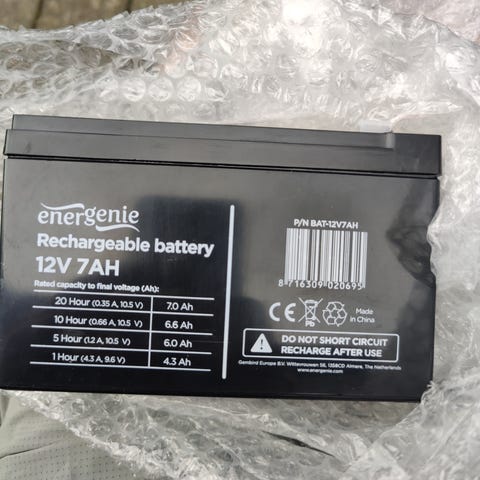 energenie
Rechargeable battery
12V 7AH
Rated capacity to final voltage (Ah):
20 Hour (0.35 A, 10.5 V) 7.0 Ah
10 Hour (0.66 A, 10.5 V) 6.6 Ah
5 Hour (1.2 A, 10.5 V) 6.0 Ah
1 Hour (4.3 A, 9.6 V) 4.3 Ah
P/N BAT-12V7AH
8 716309 020695
CE
Pb
Made
in China
DO NOT SHORT CIRCUIT
RECHARGE AFTER USE
Gembird Europe B.V. Wittevrouwen 56, 1358CD Almere, The Netherlands
www.energenie.com